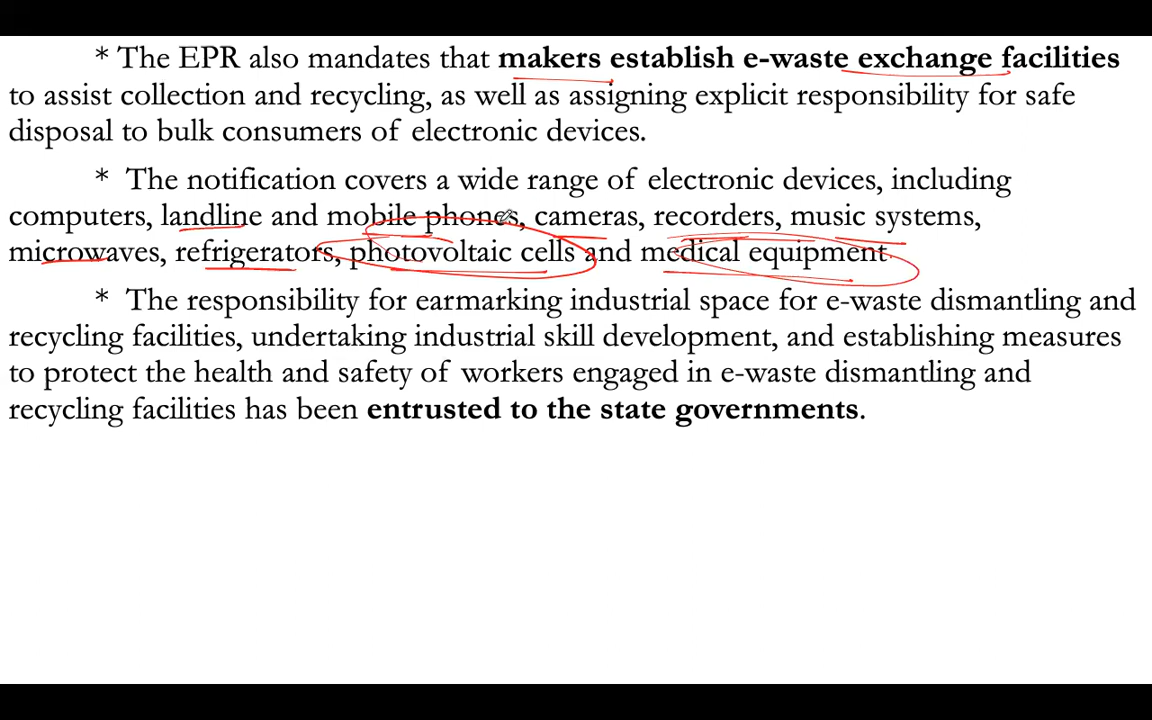 * The EPR also mandates that makers establish e-waste exchange facilities
to assist collection and recycling, as well as assigning explicit responsibility for safe
disposal to bulk consumers of electronic devices.
* The notification covers a wide range of electronic devices, including
computers, landline and mobile phones, cameras, recorders, music systems,
microwaves, refrigerators, photovoltaic cells and medical equipment.
* The responsibility for earmarking industrial space for e-waste dismantling and
recycling facilities, undertaking industrial skill development, and establishing measures
to protect the health and safety of workers engaged in e-waste dismantling and
recycling facilities has been entrusted to the state governments.